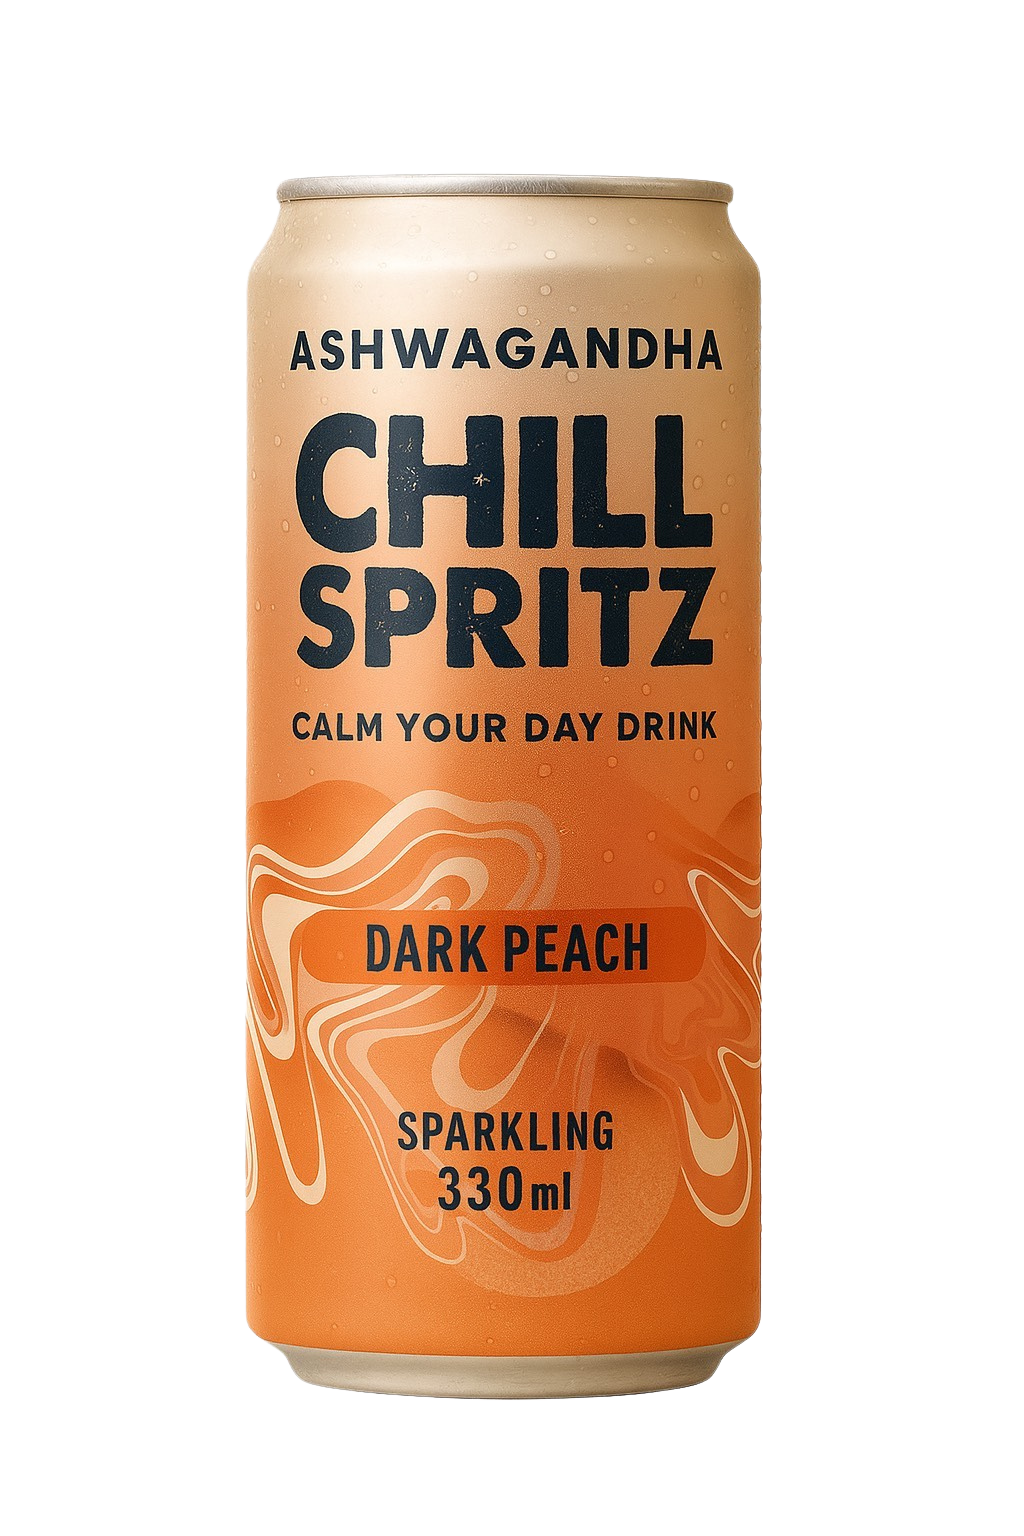 ASHWAGANDHA
CHILL
SPRITZ
CALM YOUR DAY DRINK
DARK PEACH
SPARKLING
330ml